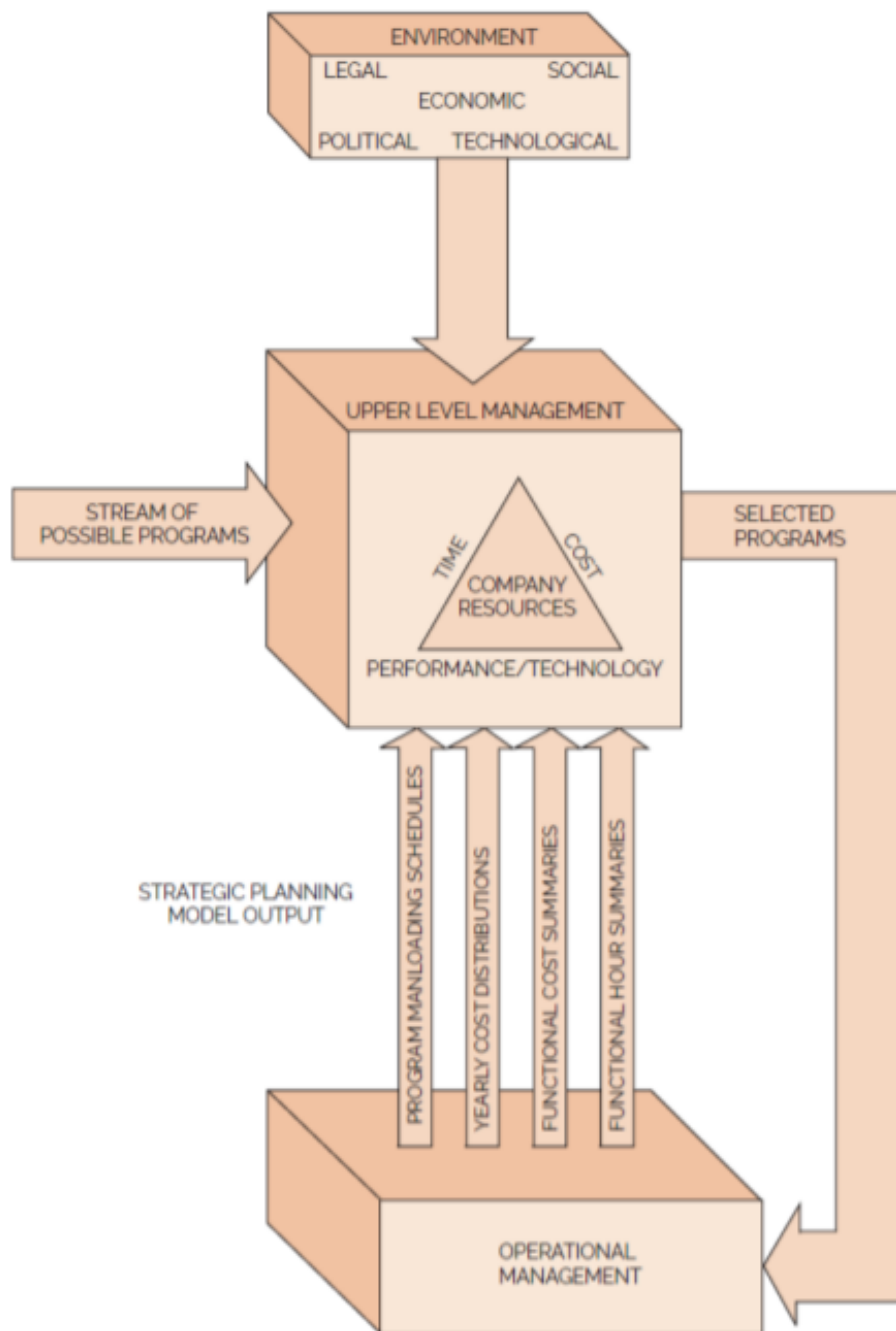 ENVIRONMENT
LEGAL SOCIAL
ECONOMIC
POLITICAL TECHNOLOGICAL
UPPER LEVEL MANAGEMENT
STREAM OF
POSSIBLE PROGRAMS
TIME
COST
COMPANY
RESOURCES
PERFORMANCE/TECHNOLOGY
SELECTED
PROGRAMS
STRATEGIC PLANNING
MODEL OUTPUT
PROGRAM MANLOADING SCHEDULES
YEARLY COST DISTRIBUTIONS
FUNCTIONAL COST SUMMARIES
FUNCTIONAL HOUR SUMMARIES
OPERATIONAL
MANAGEMENT